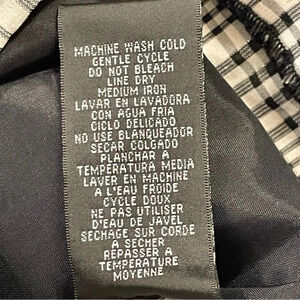 MACHINE WASH COLD
GENTLE CYCLE
DO NOT BLEACH
LINE DRY
MEDIUM IRON
LAVAR EN LAVADORA
CON AGUA FRIA
CICLO DELICADO
NO USE BLANQUEADOR
SECAR COLGADO
PLANCHAR A
TEMPERATURA MEDIA
LAVER EN MACHINE
A L'EAU FROIDE
CYCLE DOUX
NE PAS UTILISER
D'EAU DE JAVEL
SECHAGE SUR CORDE
A SECHER
REPASSER A
TEMPERATURE
MOYENNE